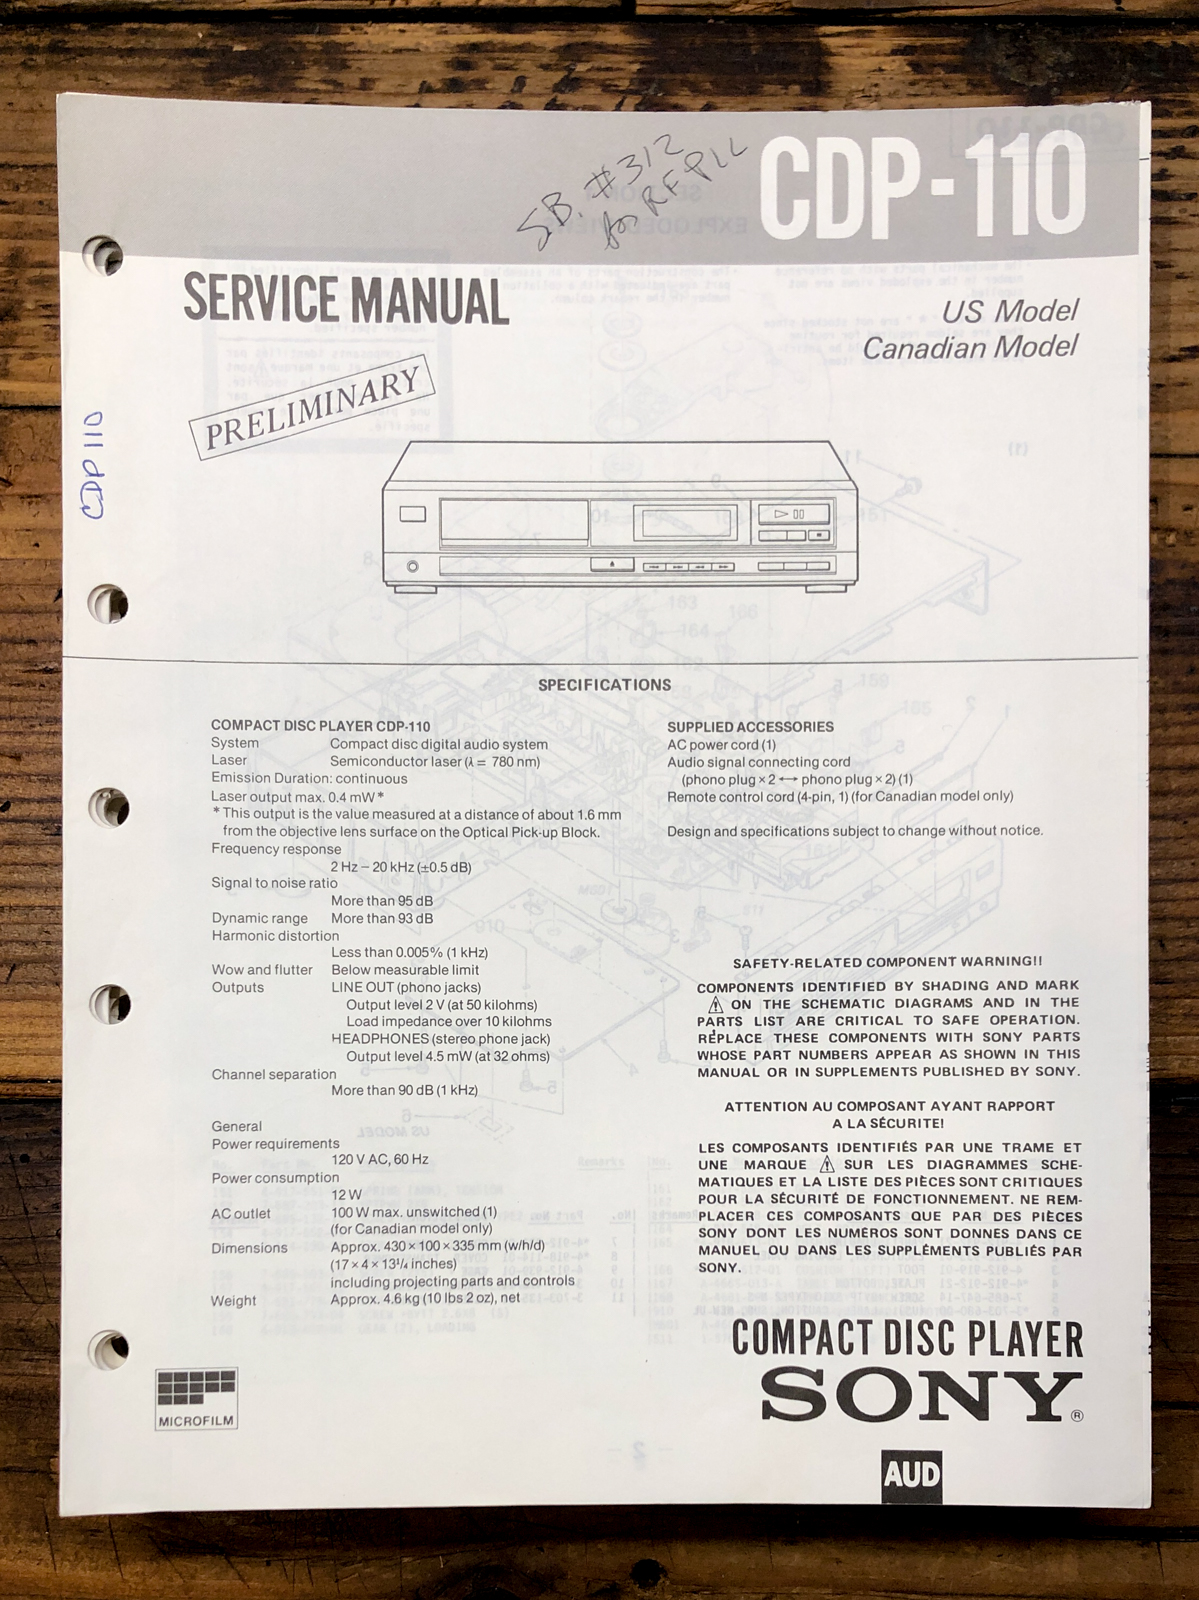 CDP-110
S.B. #312
for RF PLL
SERVICE MANUAL
US Model
Canadian Model
PRELIMINARY
CDP 110
SPECIFICATIONS
COMPACT DISC PLAYER CDP-110
System Compact disc digital audio system
Laser Semiconductor laser (λ = 780 nm)
Emission Duration: continuous
Laser output max. 0.4 mW*
* This output is the value measured at a distance of about 1.6 mm
from the objective lens surface on the Optical Pick-up Block.
Frequency response
2 Hz – 20 kHz (±0.5 dB)
Signal to noise ratio
More than 95 dB
Dynamic range More than 93 dB
Harmonic distortion
Less than 0.005% (1 kHz)
Wow and flutter Below measurable limit
Outputs LINE OUT (phono jacks)
Output level 2 V (at 50 kilohms)
Load impedance over 10 kilohms
HEADPHONES (stereo phone jack)
Output level 4.5 mW (at 32 ohms)
Channel separation
More than 90 dB (1 kHz)
General
Power requirements
120 V AC, 60 Hz
Power consumption
12 W
AC outlet 100 W max. unswitched (1)
(for Canadian model only)
Dimensions Approx. 430 × 100 × 335 mm (w/h/d)
(17 × 4 × 13 1/4 inches)
including projecting parts and controls
Weight Approx. 4.6 kg (10 lbs 2 oz), net
SUPPLIED ACCESSORIES
AC power cord (1)
Audio signal connecting cord
(phono plug × 2 ↔ phono plug × 2) (1)
Remote control cord (4-pin, 1) (for Canadian model only)
Design and specifications subject to change without notice.
SAFETY-RELATED COMPONENT WARNING!!
COMPONENTS IDENTIFIED BY SHADING AND MARK
⚠ ON THE SCHEMATIC DIAGRAMS AND IN THE
PARTS LIST ARE CRITICAL TO SAFE OPERATION.
REPLACE THESE COMPONENTS WITH SONY PARTS
WHOSE PART NUMBERS APPEAR AS SHOWN IN THIS
MANUAL OR IN SUPPLEMENTS PUBLISHED BY SONY.
ATTENTION AU COMPOSANT AYANT RAPPORT
A LA SÉCURITE!
LES COMPOSANTS IDENTIFIÉS PAR UNE TRAME ET
UNE MARQUE ⚠ SUR LES DIAGRAMMES SCHE-
MATIQUES ET LA LISTE DES PIÈCES SONT CRITIQUES
POUR LA SÉCURITÉ DE FONCTIONNEMENT. NE REM-
PLACER CES COMPOSANTS QUE PAR DES PIÈCES
SONY DONT LES NUMEROS SONT DONNES DANS CE
MANUEL OU DANS LES SUPPLÉMENTS PUBLIÉS PAR
SONY.
COMPACT DISC PLAYER
SONY®
AUD
MICROFILM